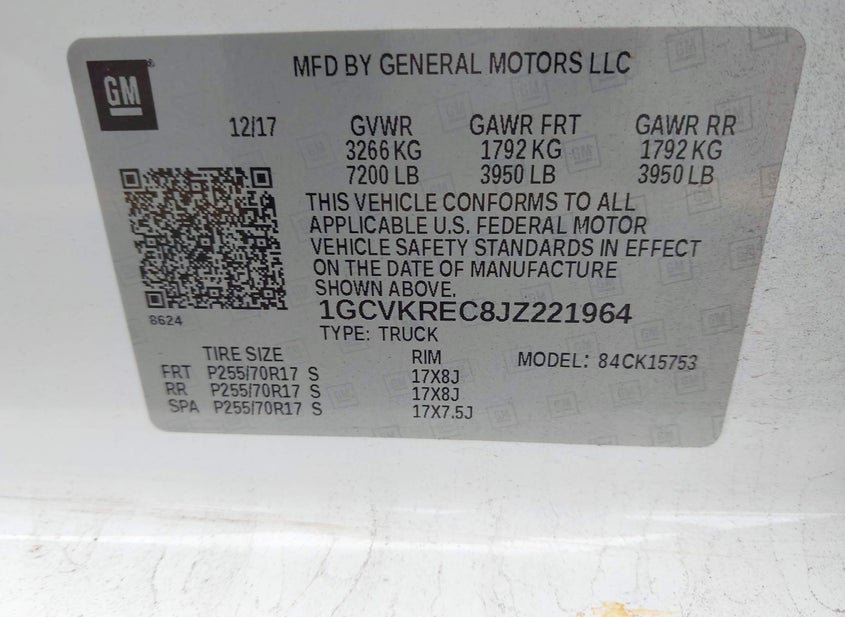 GM
MFD BY GENERAL MOTORS LLC
12/17 GVWR GAWR FRT GAWR RR
3266 KG 1792 KG 1792 KG
7200 LB 3950 LB 3950 LB
THIS VEHICLE CONFORMS TO ALL
APPLICABLE U.S. FEDERAL MOTOR
VEHICLE SAFETY STANDARDS IN EFFECT
ON THE DATE OF MANUFACTURE
SHOWN ABOVE.
1GCVKREC8JZ221964
8624
TYPE: TRUCK
TIRE SIZE RIM MODEL: 84CK15753
FRT P255/70R17 S 17X8J
RR P255/70R17 S 17X8J
SPA P255/70R17 S 17X7.5J